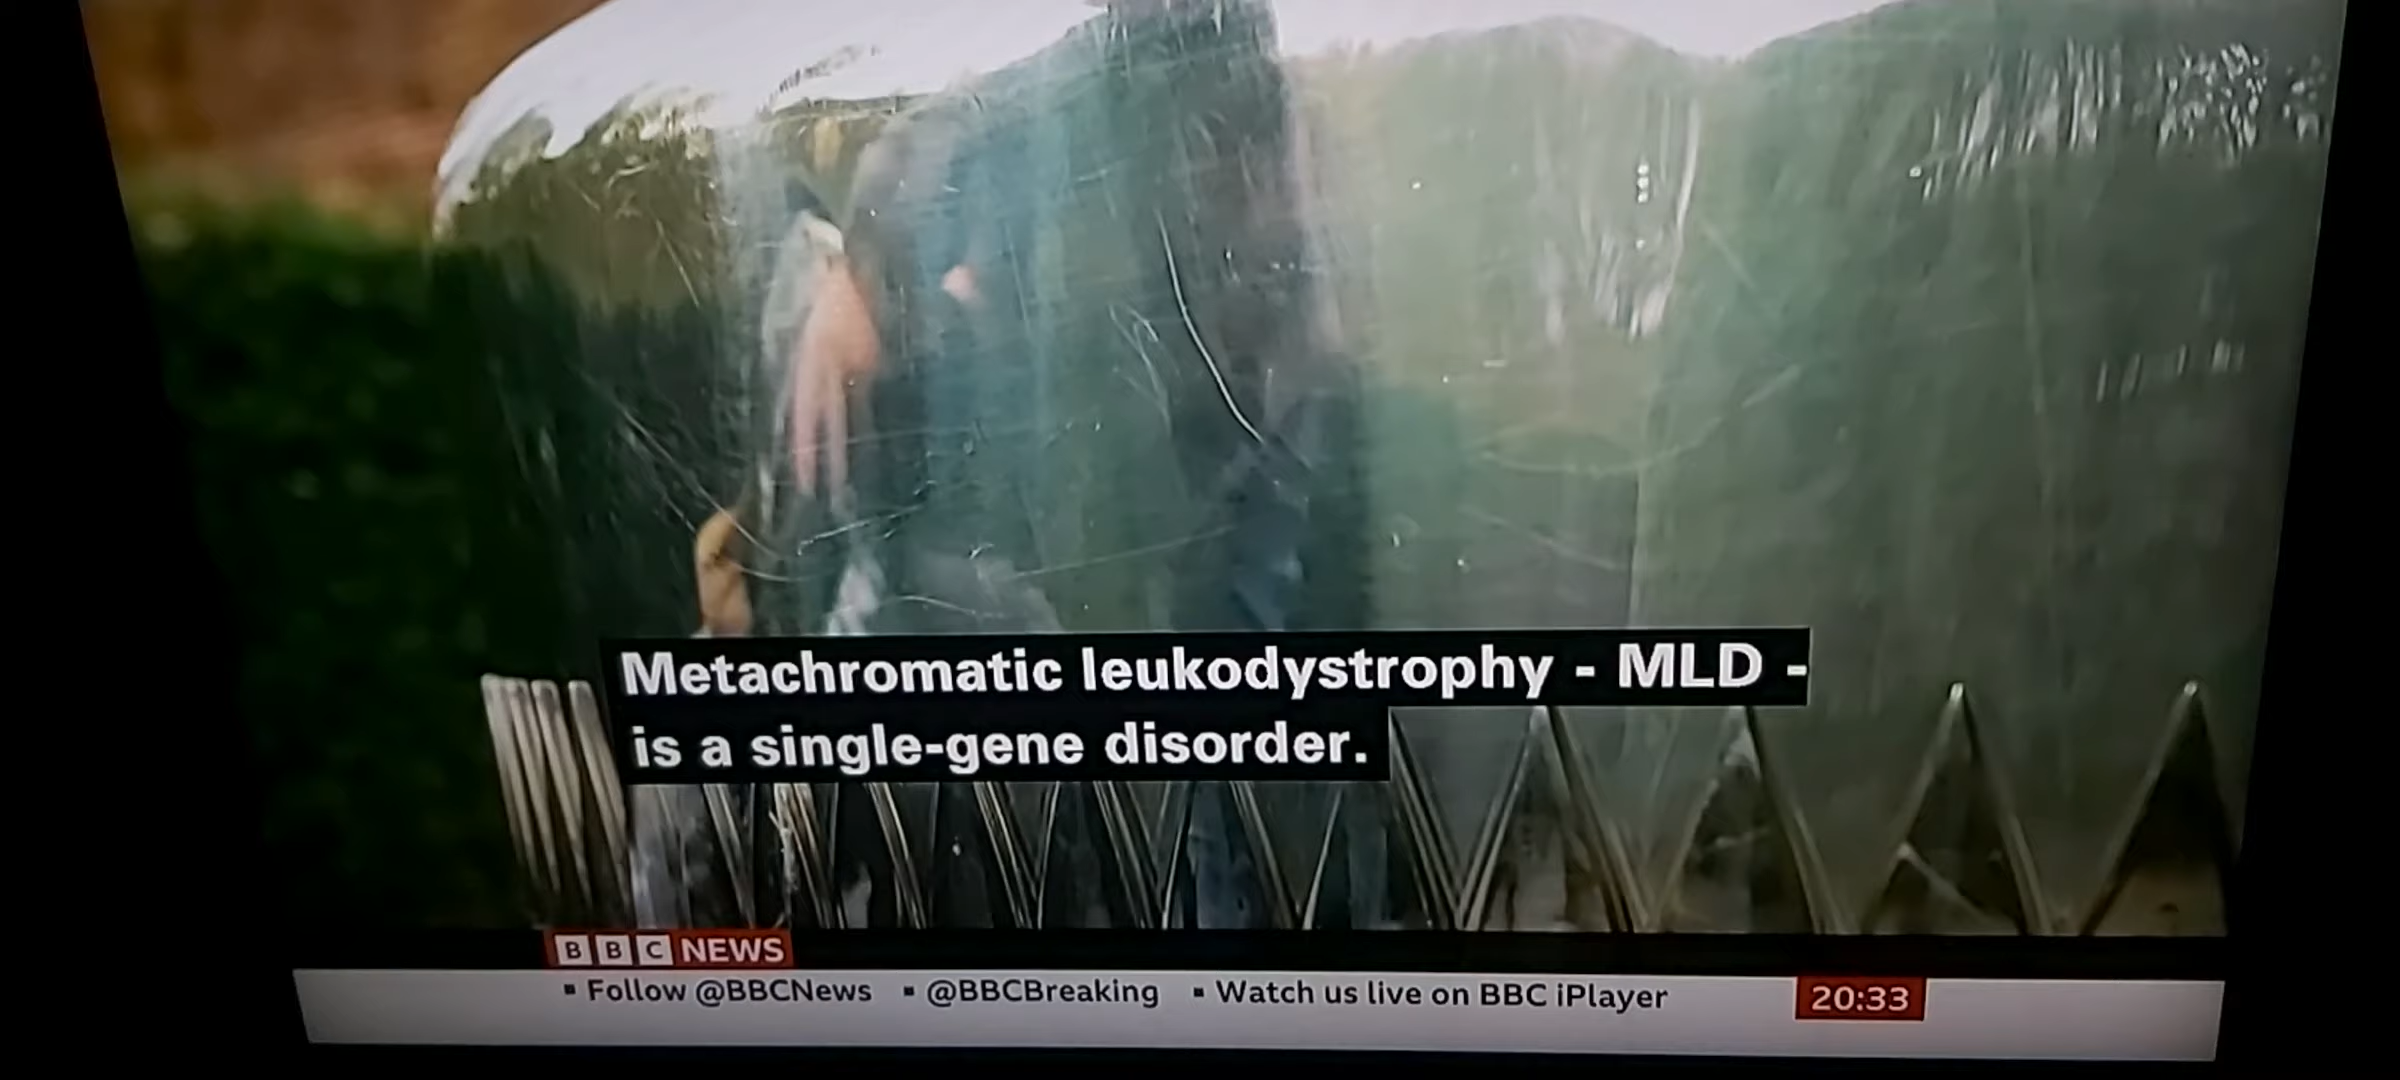 Metachromatic leukodystrophy - MLD -
is a single-gene disorder.
BBC NEWS
▪ Follow @BBCNews ▪ @BBCBreaking ▪ Watch us live on BBC iPlayer 20:33